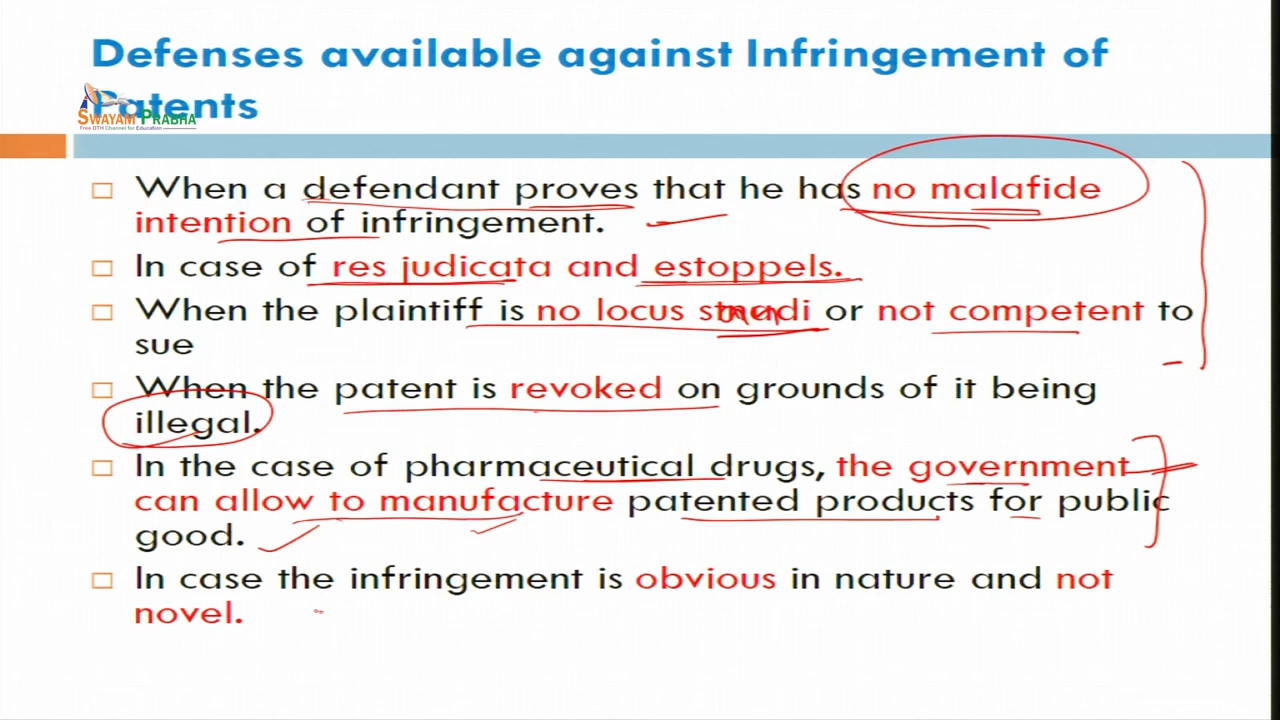 Defenses available against Infringement of
Patents
SWAYAM PRABHA
Free DTH Channel for Education
When a defendant proves that he has no malafide
intention of infringement.
In case of res judicata and estoppels.
When the plaintiff is no locus or not competent to
sue
When the patent is revoked on grounds of it being
illegal.
In the case of pharmaceutical drugs, the government
can allow to manufacture patented products for public
good.
In case the infringement is obvious in nature and not
novel.